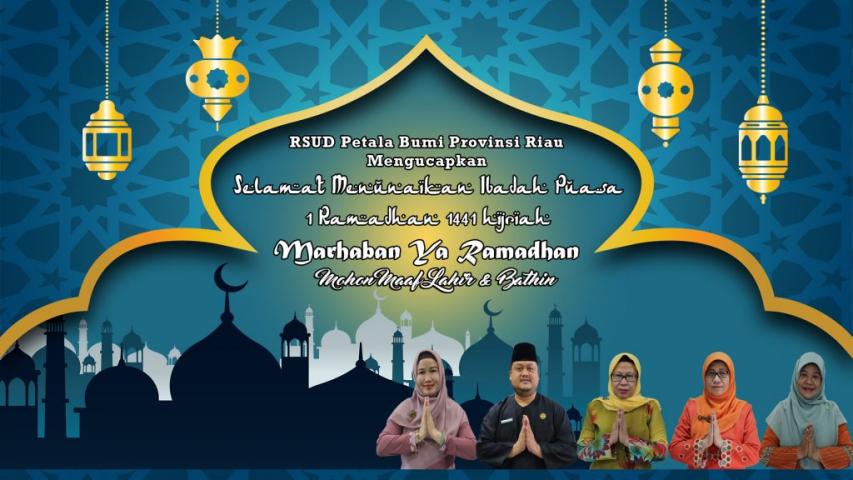 RSUD Petala Bumi Provinsi Riau
Mengucapkan
Selamat Menunaikan Ibadah Puasa
1 Ramadhan 1441 hijriah
Marhaban Ya Ramadhan
Mohon Maaf Lahir & Bathin